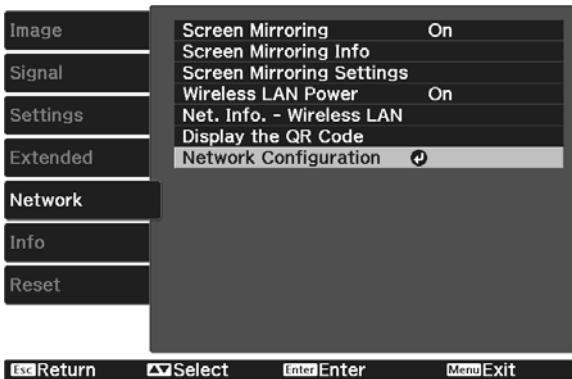 Image
Signal
Settings
Extended
Network
Info
Reset
Screen Mirroring On
Screen Mirroring Info
Screen Mirroring Settings
Wireless LAN Power On
Net. Info. - Wireless LAN
Display the QR Code
Network Configuration
Esc Return Select Enter Enter Menu Exit